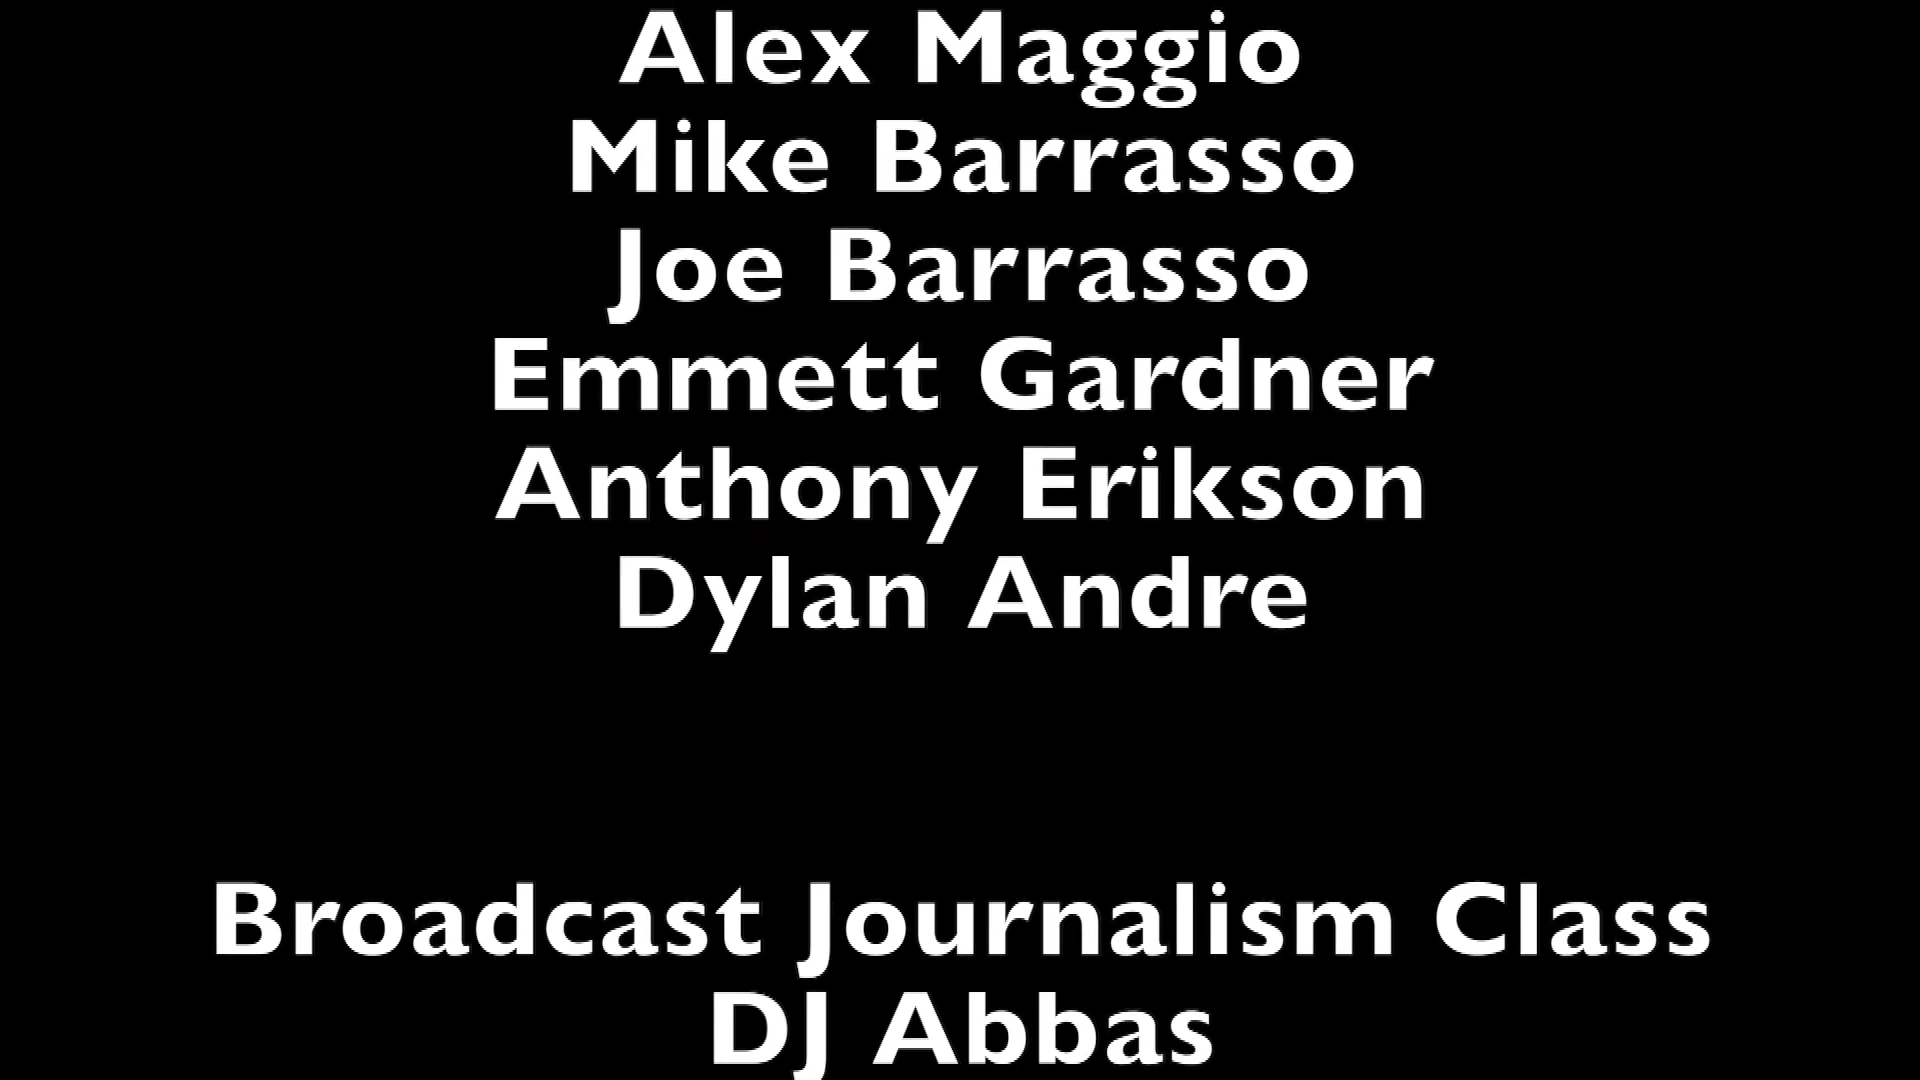 Alex Maggio
Mike Barrasso
Joe Barrasso
Emmett Gardner
Anthony Erikson
Dylan Andre
Broadcast Journalism Class
DJ Abbas